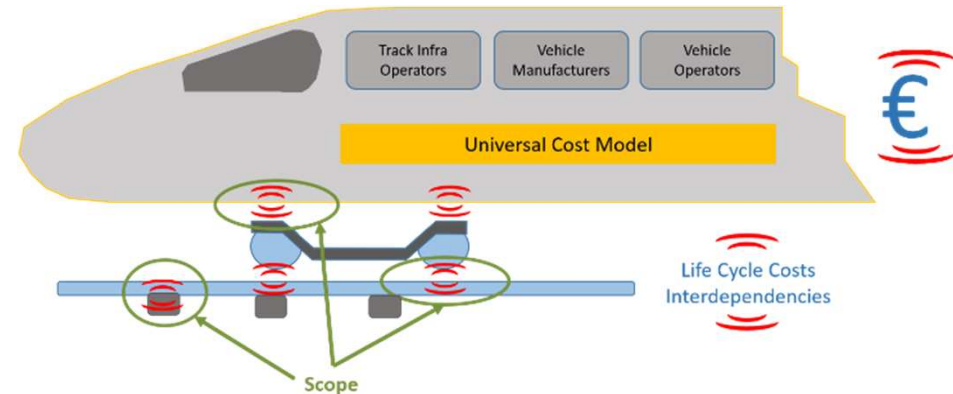 Track Infra
Operators
Vehicle
Manufacturers
Vehicle
Operators
€
Universal Cost Model
Life Cycle Costs
Interdependencies
Scope